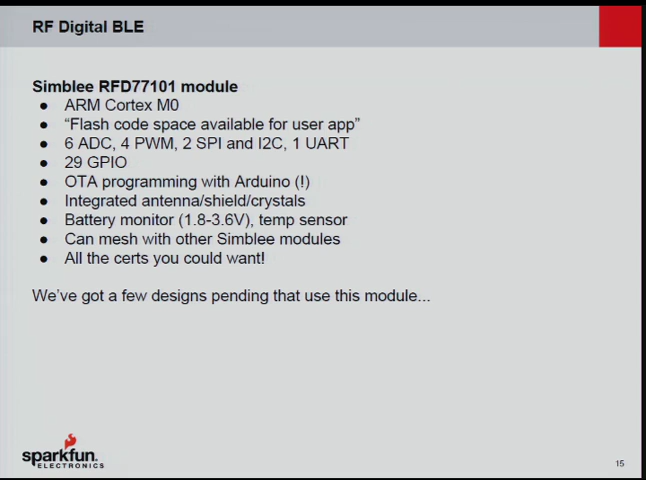 RF Digital BLE
Simblee RFD77101 module
● ARM Cortex M0
● “Flash code space available for user app”
● 6 ADC, 4 PWM, 2 SPI and I2C, 1 UART
● 29 GPIO
● OTA programming with Arduino (!)
● Integrated antenna/shield/crystals
● Battery monitor (1.8-3.6V), temp sensor
● Can mesh with other Simblee modules
● All the certs you could want!
We’ve got a few designs pending that use this module...
sparkfun
ELECTRONICS
15